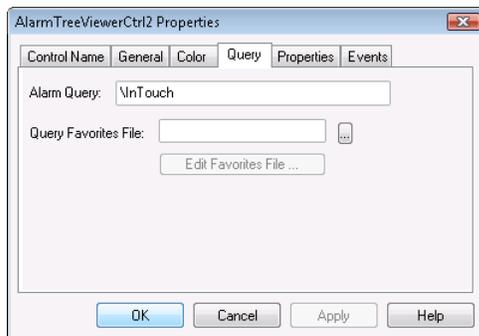 AlarmTreeViewerCtrl2 Properties
Control Name General Color Query Properties Events
Alarm Query: \InTouch
Query Favorites File: ...
Edit Favorites File ...
OK Cancel Apply Help